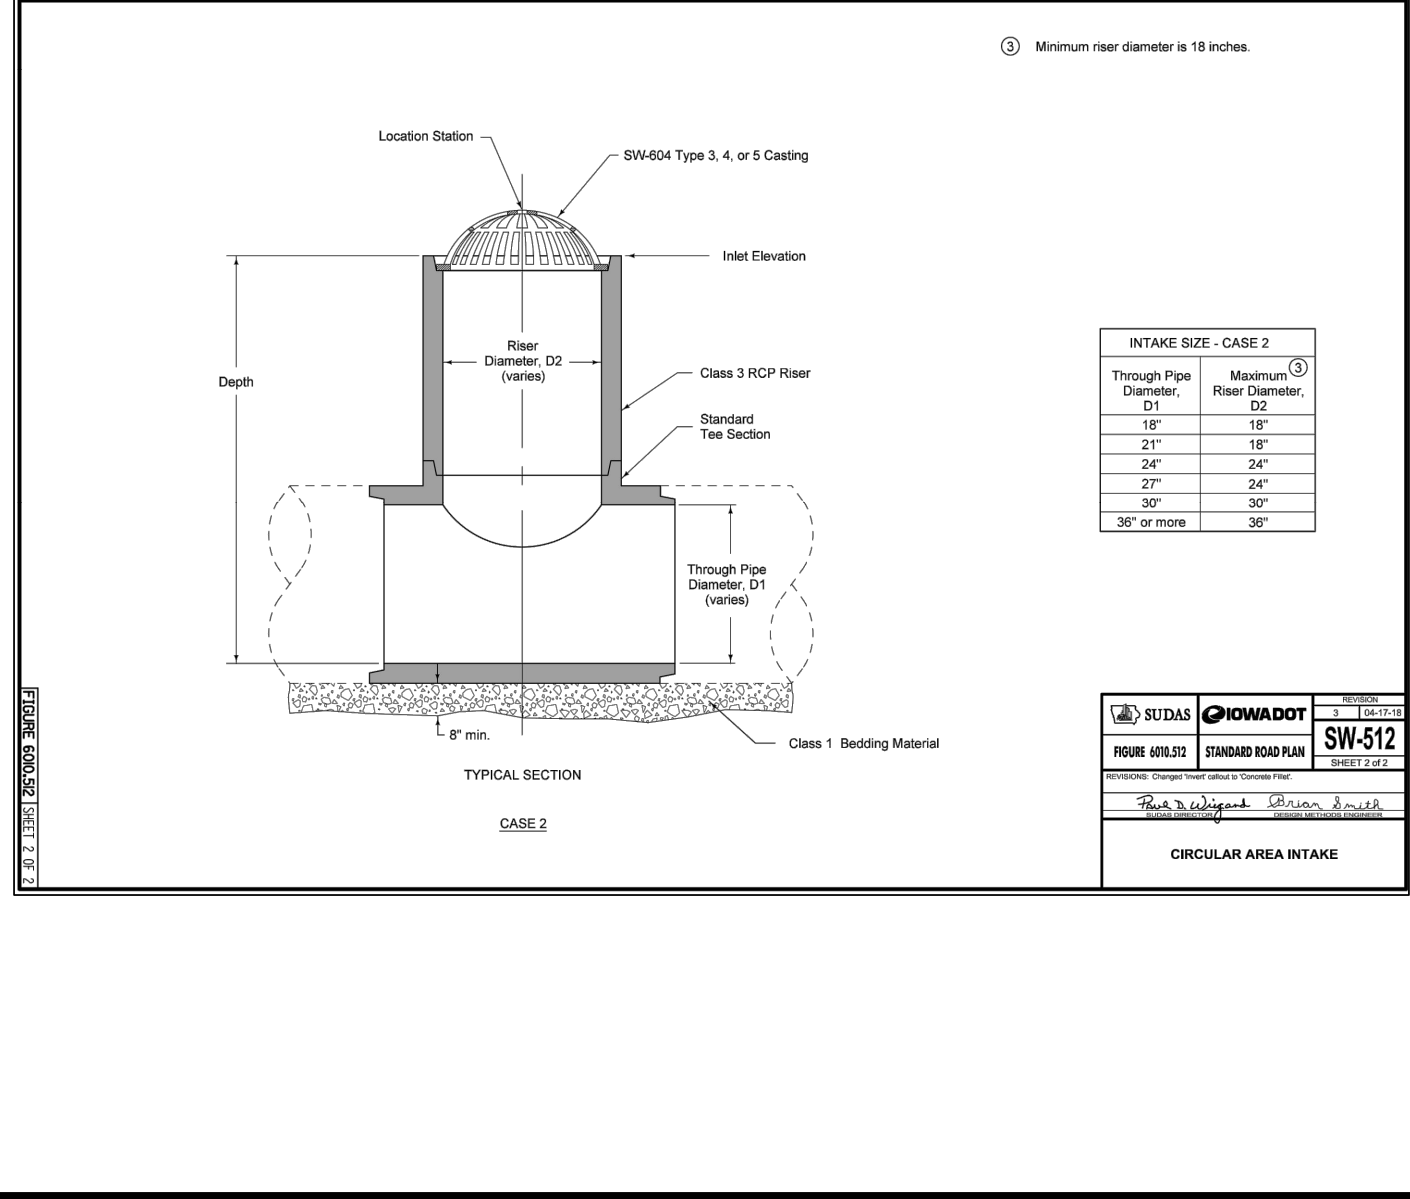 ③ Minimum riser diameter is 18 inches.
Location Station
SW-604 Type 3, 4, or 5 Casting
Inlet Elevation
Riser
Diameter, D2
(varies)
Depth
Class 3 RCP Riser
Standard
Tee Section
Through Pipe
Diameter, D1
(varies)
8" min.
Class 1 Bedding Material
TYPICAL SECTION
CASE 2
INTAKE SIZE - CASE 2
Through Pipe
Diameter,
D1
Maximum ③
Riser Diameter,
D2
18" 18"
21" 18"
24" 24"
27" 24"
30" 30"
36" or more 36"
FIGURE 6010.512 SHEET 2 OF 2
SUDAS
IOWADOT
REVISION
3 04-17-18
FIGURE 6010.512
STANDARD ROAD PLAN
SW-512
SHEET 2 of 2
REVISIONS: Changed 'Invert' callout to 'Concrete Fillet'.
Paul D. Wiegand Brian Smith
SUDAS DIRECTOR DESIGN METHODS ENGINEER
CIRCULAR AREA INTAKE